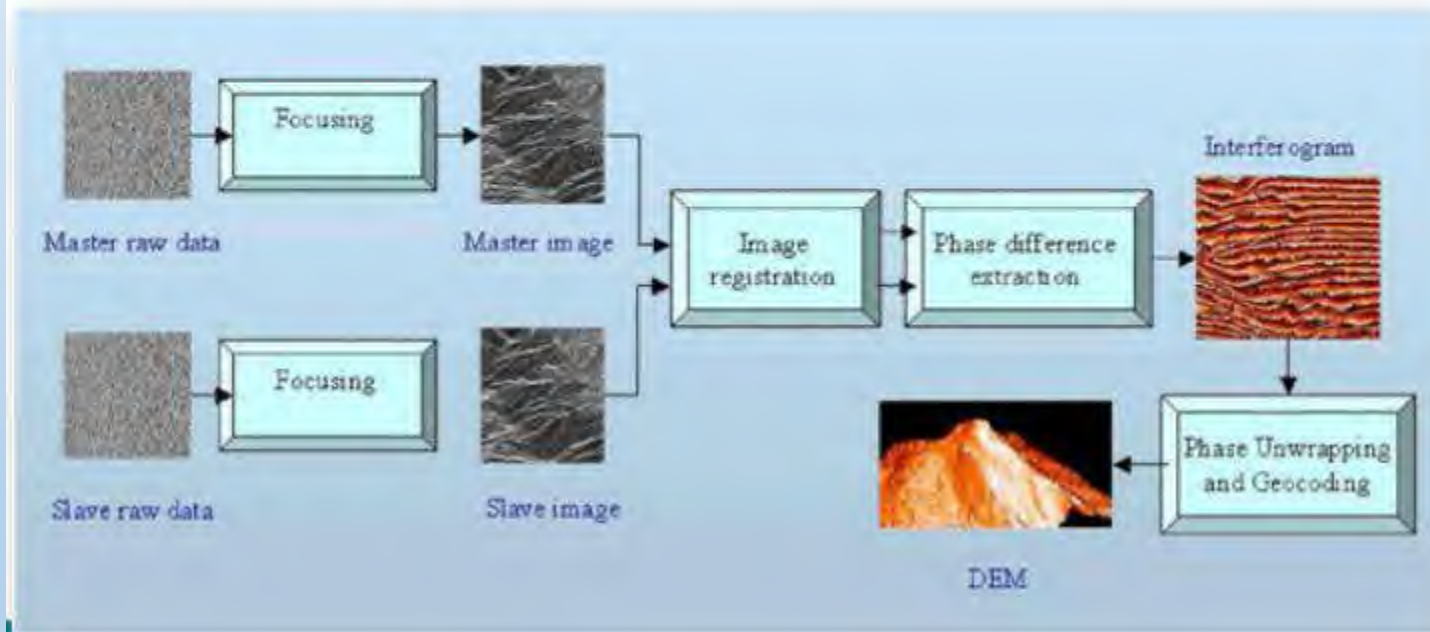 Focusing
Master raw data
Master image
Image
registration
Phase difference
extraction
Interferogram
Focusing
Slave raw data
Slave image
Phase Unwrapping
and Geocoding
DEM